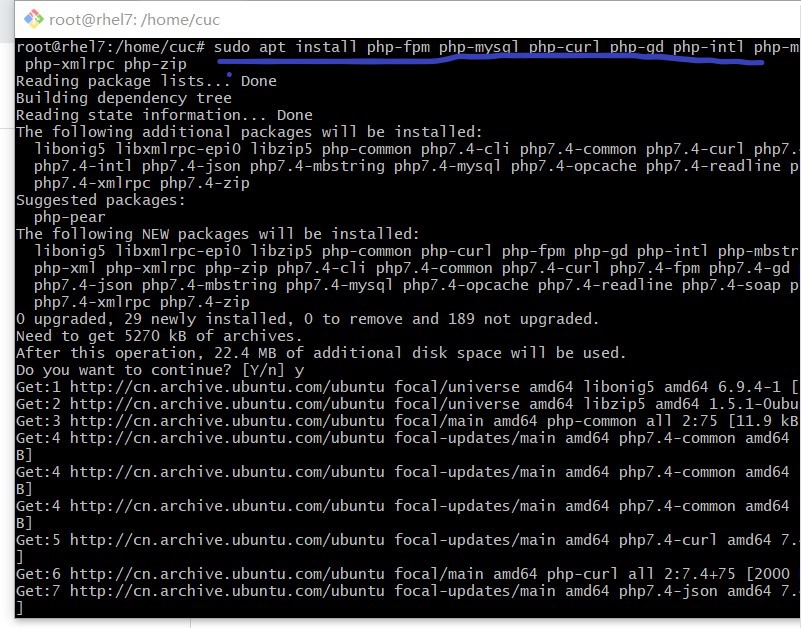 root@rhel7: /home/cuc
root@rhel7:/home/cuc# sudo apt install php-fpm php-mysql php-curl php-gd php-intl php-m
php-xmlrpc php-zip
Reading package lists... Done
Building dependency tree
Reading state information... Done
The following additional packages will be installed:
libonig5 libxmlrpc-epi0 libzip5 php-common php7.4-cli php7.4-common php7.4-curl php7.
php7.4-intl php7.4-json php7.4-mbstring php7.4-mysql php7.4-opcache php7.4-readline p
php7.4-xmlrpc php7.4-zip
Suggested packages:
php-pear
The following NEW packages will be installed:
libonig5 libxmlrpc-epi0 libzip5 php-common php-curl php-fpm php-gd php-intl php-mbstr
php-xml php-xmlrpc php-zip php7.4-cli php7.4-common php7.4-curl php7.4-fpm php7.4-gd
php7.4-json php7.4-mbstring php7.4-mysql php7.4-opcache php7.4-readline php7.4-soap p
php7.4-xmlrpc php7.4-zip
0 upgraded, 29 newly installed, 0 to remove and 189 not upgraded.
Need to get 5270 kB of archives.
After this operation, 22.4 MB of additional disk space will be used.
Do you want to continue? [Y/n] y
Get:1 http://cn.archive.ubuntu.com/ubuntu focal/universe amd64 libonig5 amd64 6.9.4-1 [
Get:2 http://cn.archive.ubuntu.com/ubuntu focal/universe amd64 libzip5 amd64 1.5.1-0ubu
Get:3 http://cn.archive.ubuntu.com/ubuntu focal/main amd64 php-common all 2:75 [11.9 kB
Get:4 http://cn.archive.ubuntu.com/ubuntu focal-updates/main amd64 php7.4-common amd64
B]
Get:4 http://cn.archive.ubuntu.com/ubuntu focal-updates/main amd64 php7.4-common amd64
B]
Get:4 http://cn.archive.ubuntu.com/ubuntu focal-updates/main amd64 php7.4-common amd64
B]
Get:5 http://cn.archive.ubuntu.com/ubuntu focal-updates/main amd64 php7.4-curl amd64 7.
]
Get:6 http://cn.archive.ubuntu.com/ubuntu focal/main amd64 php-curl all 2:7.4+75 [2000
Get:7 http://cn.archive.ubuntu.com/ubuntu focal-updates/main amd64 php7.4-json amd64 7.
]